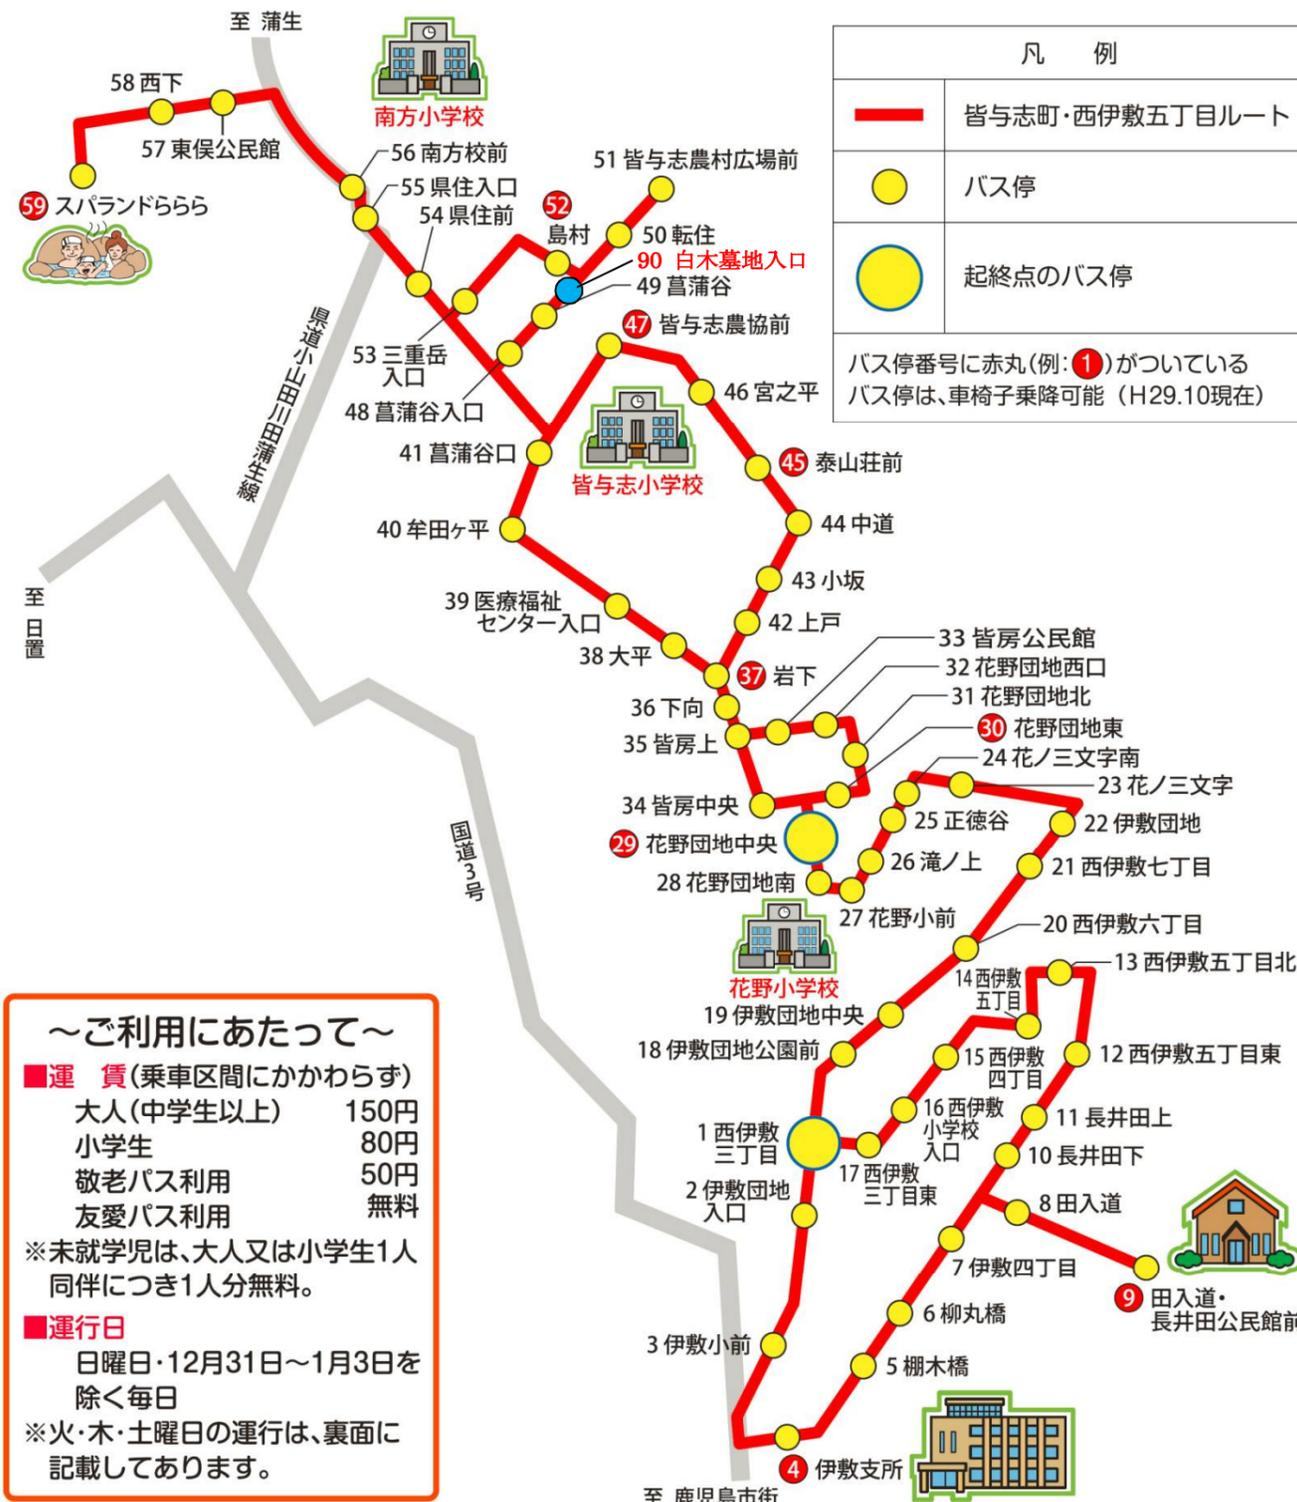 至 蒲生
南方小学校
58 西下
57 東俣公民館
59 スパランドららら
56 南方校前
55 県住入口
54 県住前
51 皆与志農村広場前
52
島村
50 転住
90 白木墓地入口
49 菖蒲谷
53 三重岳
入口
48 菖蒲谷入口
47 皆与志農協前
46 宮之平
皆与志小学校
41 菖蒲谷口
45 泰山荘前
40 牟田ヶ平
44 中道
43 小坂
39 医療福祉
センター入口
42 上戸
38 大平
37 岩下
33 皆房公民館
32 花野団地西口
31 花野団地北
30 花野団地東
36 下向
35 皆房上
24 花ノ三文字南
23 花ノ三文字
34 皆房中央
25 正徳谷
22 伊敷団地
29 花野団地中央
26 滝ノ上
21 西伊敷七丁目
28 花野団地南
27 花野小前
20 西伊敷六丁目
花野小学校
13 西伊敷五丁目北
14 西伊敷
五丁目
19 伊敷団地中央
18 伊敷団地公園前
15 西伊敷
四丁目
12 西伊敷五丁目東
16 西伊敷
小学校
入口
11 長井田上
1 西伊敷
三丁目
10 長井田下
17 西伊敷
三丁目東
2 伊敷団地
入口
8 田入道
7 伊敷四丁目
9 田入道・
長井田公民館前
6 柳丸橋
3 伊敷小前
5 棚木橋
4 伊敷支所
至 鹿児島市街
県道小山田川田蒲生線
至 日置
国道3号
凡 例
皆与志町・西伊敷五丁目ルート
バス停
起終点のバス停
バス停番号に赤丸(例:1)がついている
バス停は、車椅子乗降可能(H29.10現在)
～ご利用にあたって～
■運 賃(乗車区間にかかわらず)
大人(中学生以上) 150円
小学生 80円
敬老パス利用 50円
友愛パス利用 無料
※未就学児は、大人又は小学生1人
同伴につき1人分無料。
■運行日
日曜日・12月31日～1月3日を
除く毎日
※火・木・土曜日の運行は、裏面に
記載してあります。